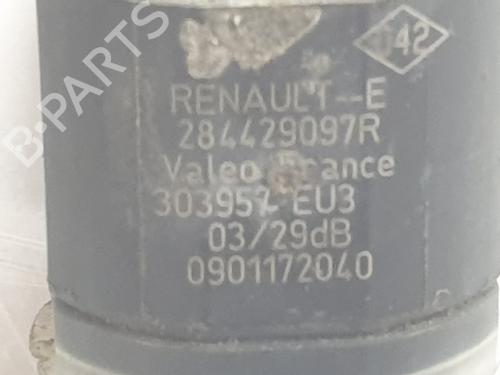 42
RENAULT--E
284429097R
Valeo France
303957 EU3
03/29dB
0901172040
B-PARTS